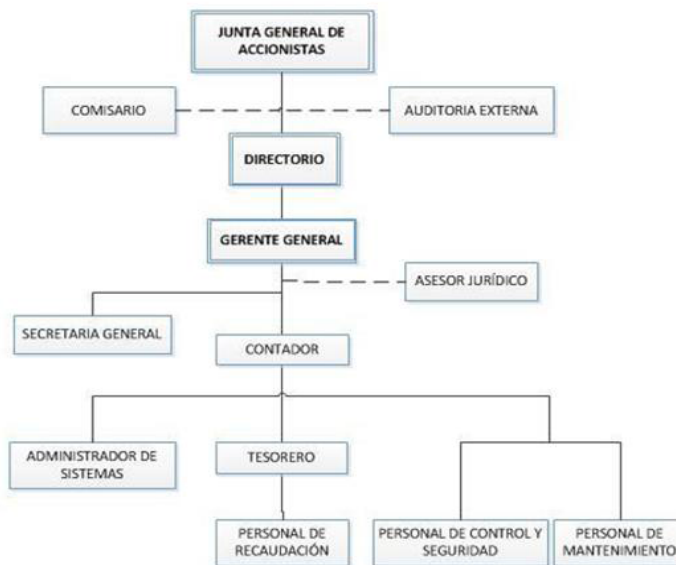 JUNTA GENERAL DE
ACCIONISTAS
COMISARIO
AUDITORIA EXTERNA
DIRECTORIO
GERENTE GENERAL
ASESOR JURÍDICO
SECRETARIA GENERAL
CONTADOR
ADMINISTRADOR DE
SISTEMAS
TESORERO
PERSONAL DE
RECAUDACIÓN
PERSONAL DE CONTROL Y
SEGURIDAD
PERSONAL DE
MANTENIMIENTO